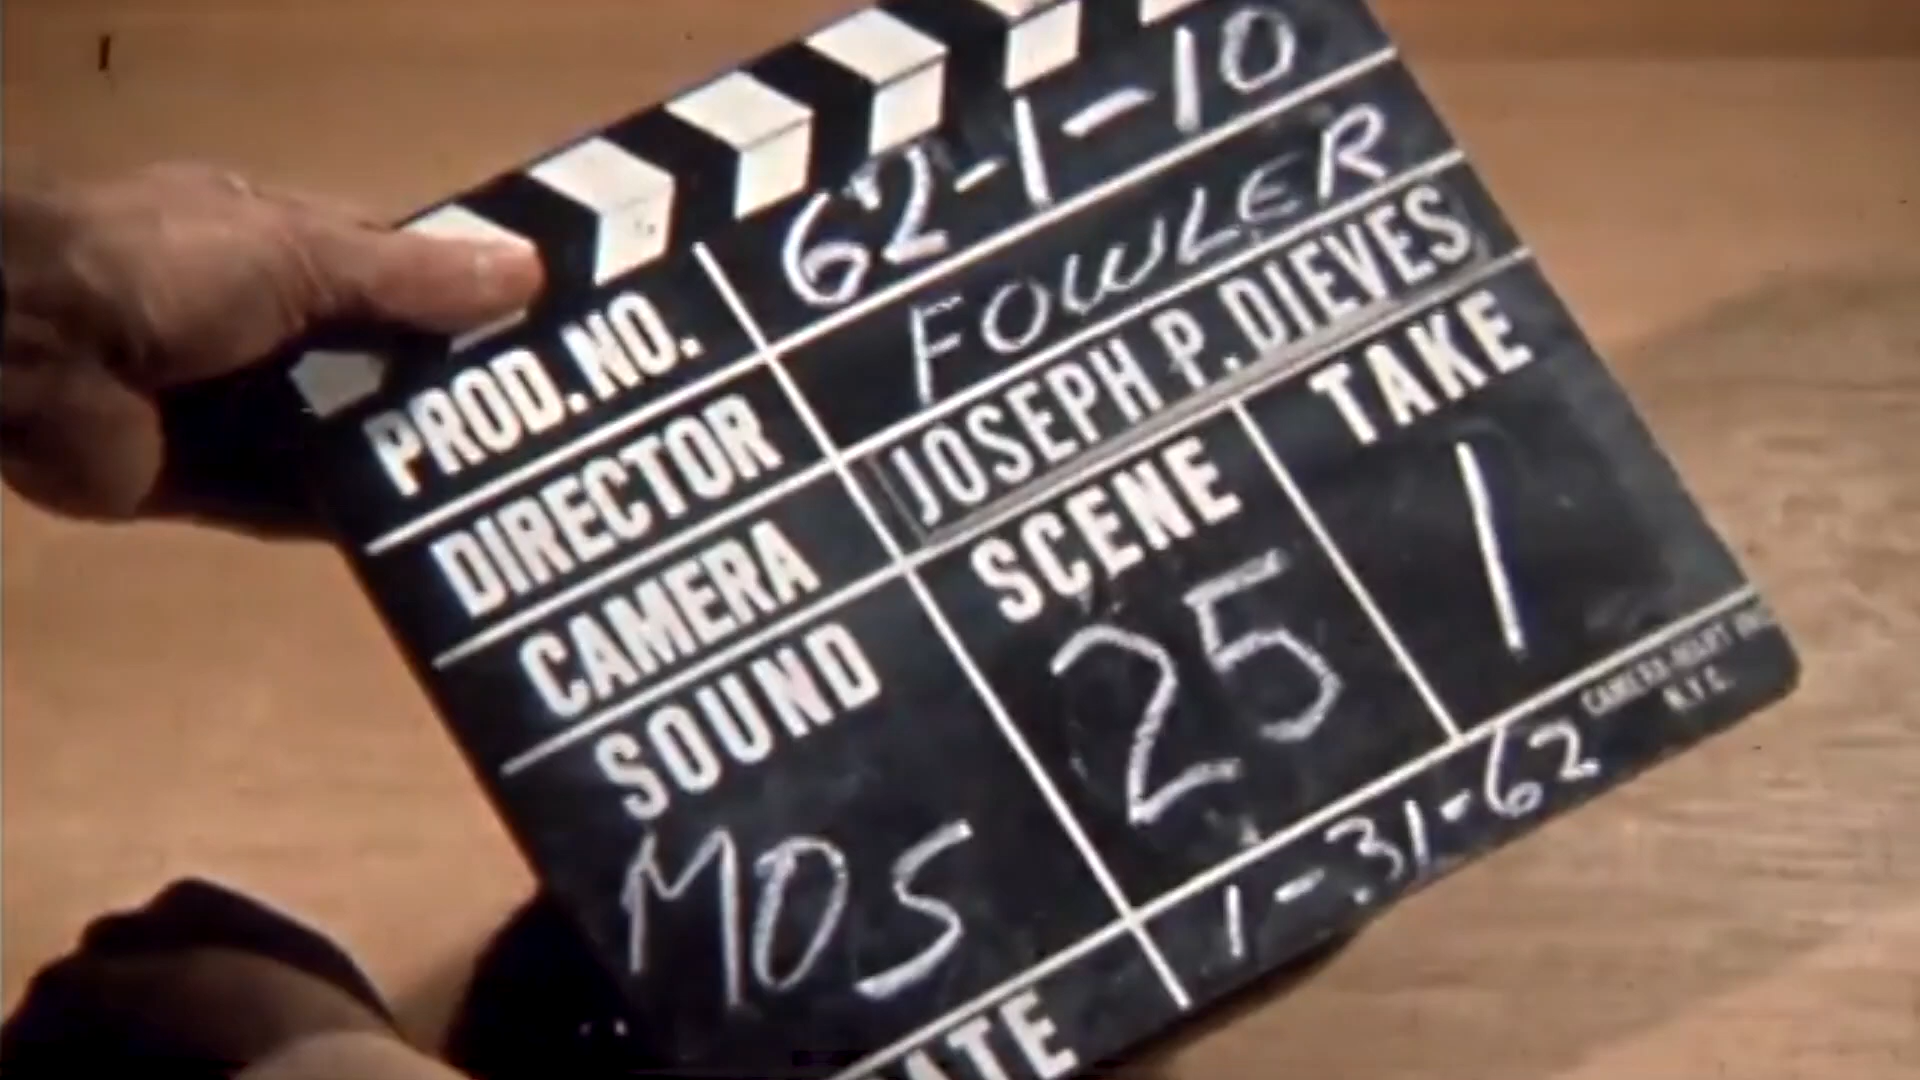 PROD. NO. 62-1-10
DIRECTOR FOWLER
CAMERA JOSEPH P. DIEVES
SOUND MOS
SCENE 25
TAKE 1
CAMERA
N.Y.C.
1-31-62